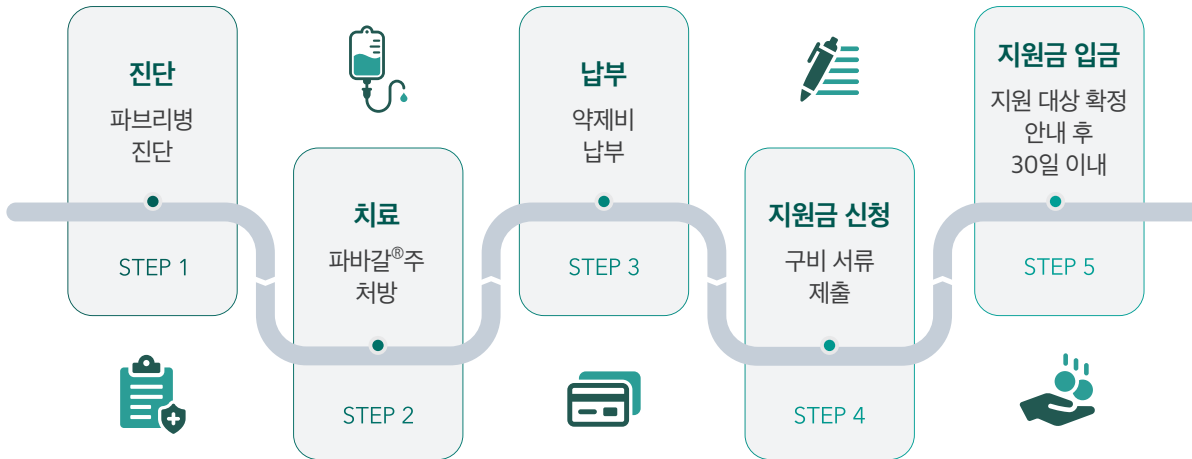 진단
파브리병
진단
STEP 1
치료
파바갈®주
처방
STEP 2
납부
약제비
납부
STEP 3
지원금 신청
구비 서류
제출
STEP 4
지원금 입금
지원 대상 확정
안내 후
30일 이내
STEP 5